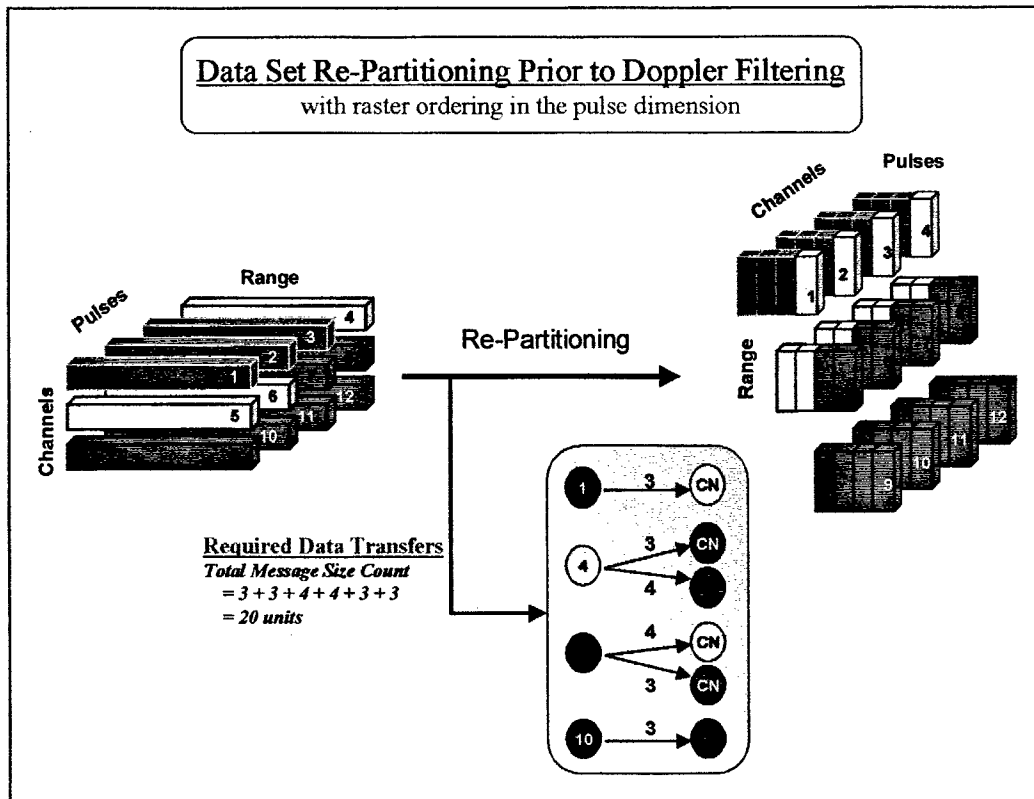 Data Set Re-Partitioning Prior to Doppler Filtering
with raster ordering in the pulse dimension
Pulses
Channels
4
3
2
1
Range
Pulses
4
3
2
1
6
5
12
11
10
Channels
Re-Partitioning
Range
12
11
10
9
Required Data Transfers
Total Message Size Count
= 3 + 3 + 4 + 4 + 3 + 3
= 20 units
1
3
CN
4
3
CN
4
4
CN
3
CN
10
3